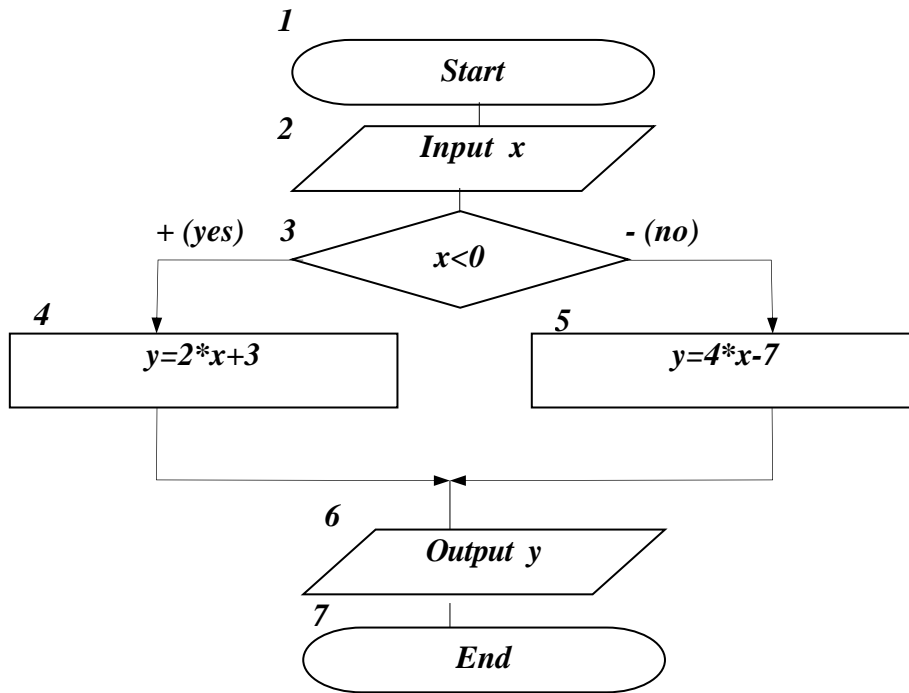 1
Start
2
Input x
+ (yes) 3 - (no)
x<0
4 5
y=2*x+3 y=4*x-7
6
Output y
7
End